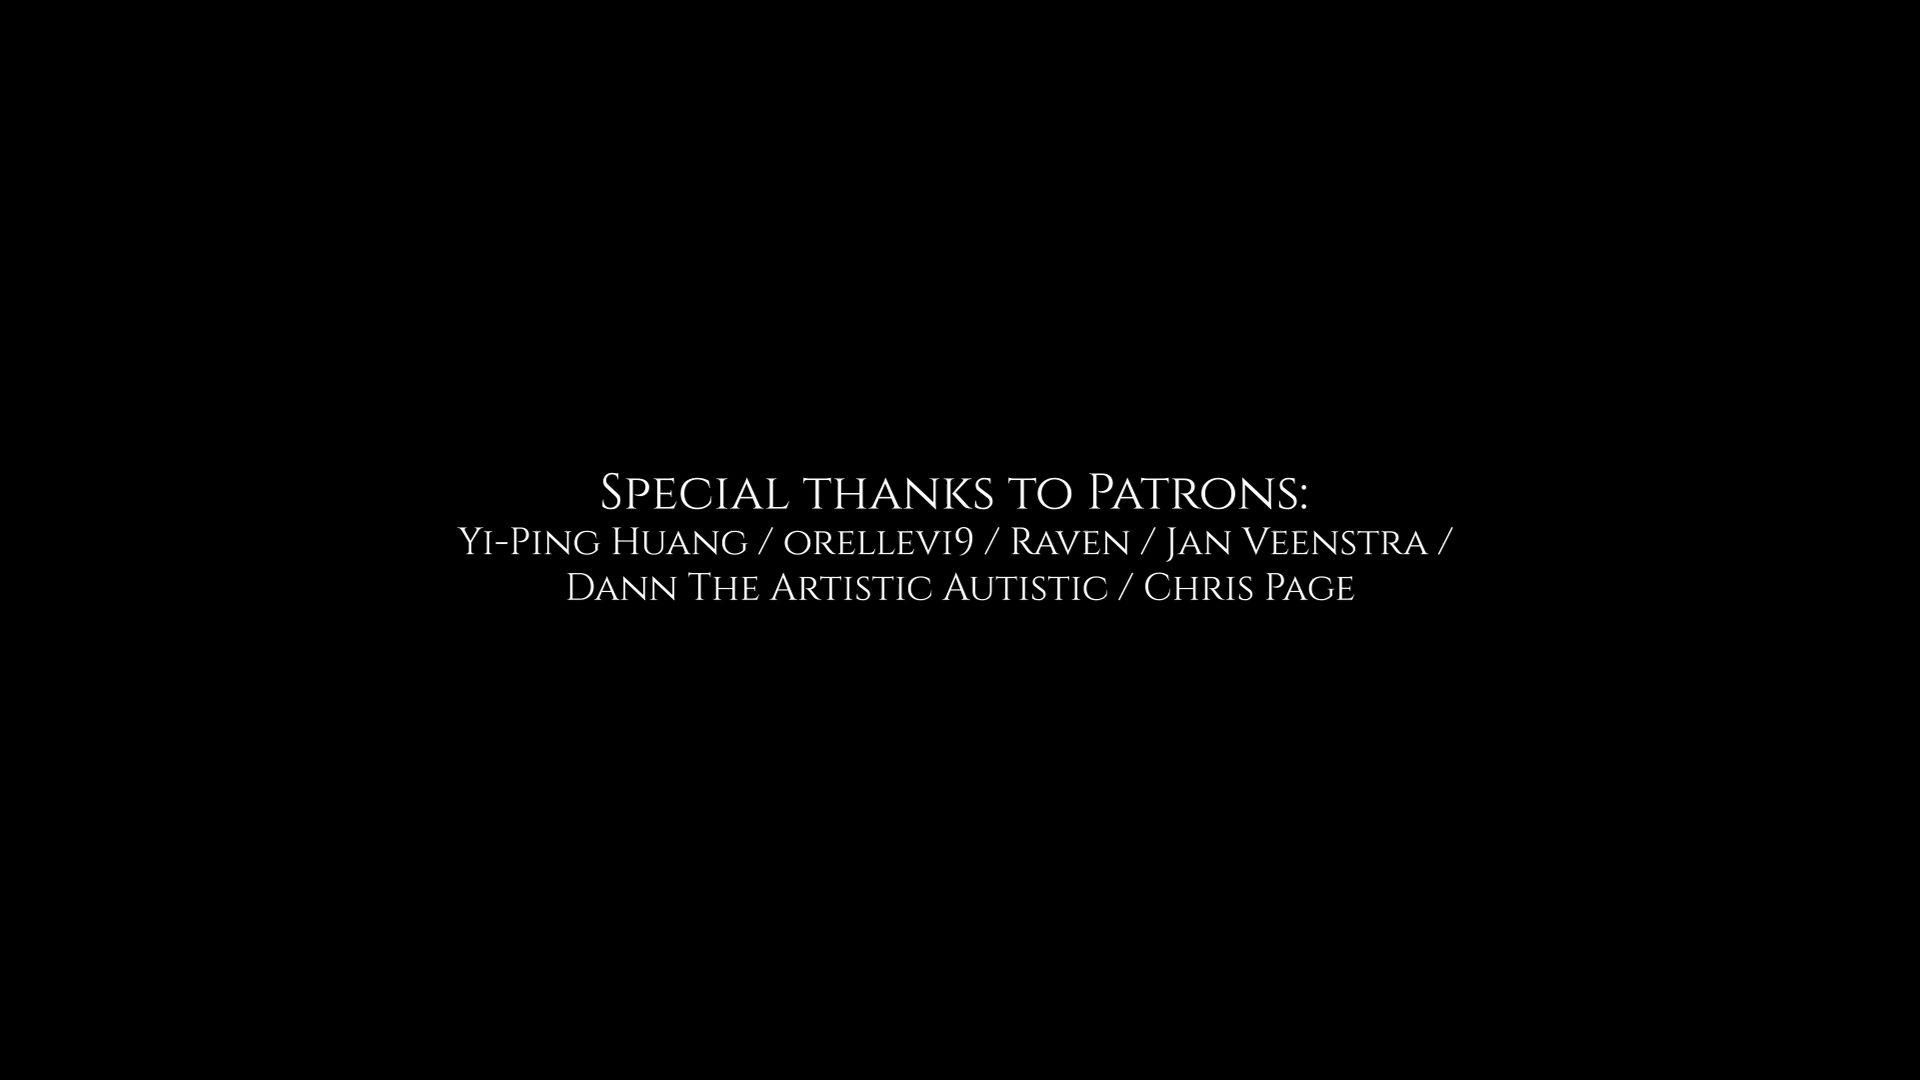 Special thanks to Patrons:
Yi-Ping Huang / orellevi9 / Raven / Jan Veenstra /
Dann The Artistic Autistic / Chris Page